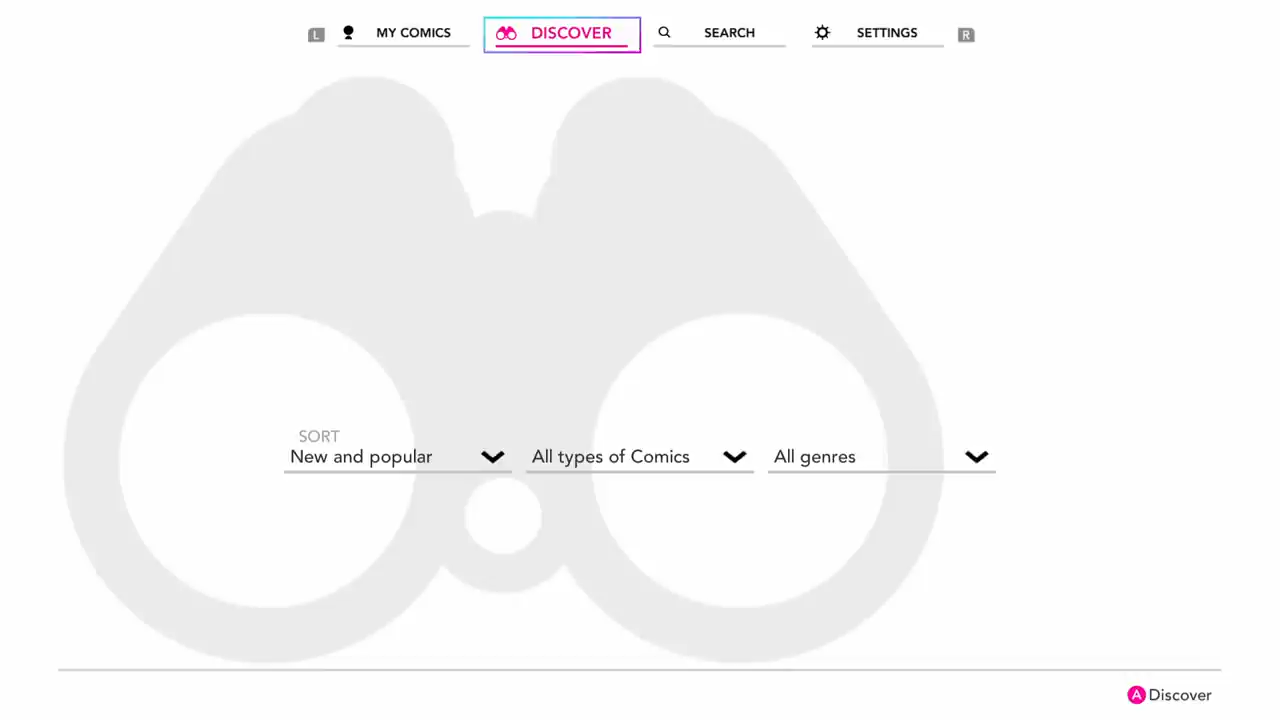 L MY COMICS DISCOVER SEARCH SETTINGS R
SORT
New and popular All types of Comics All genres
A Discover